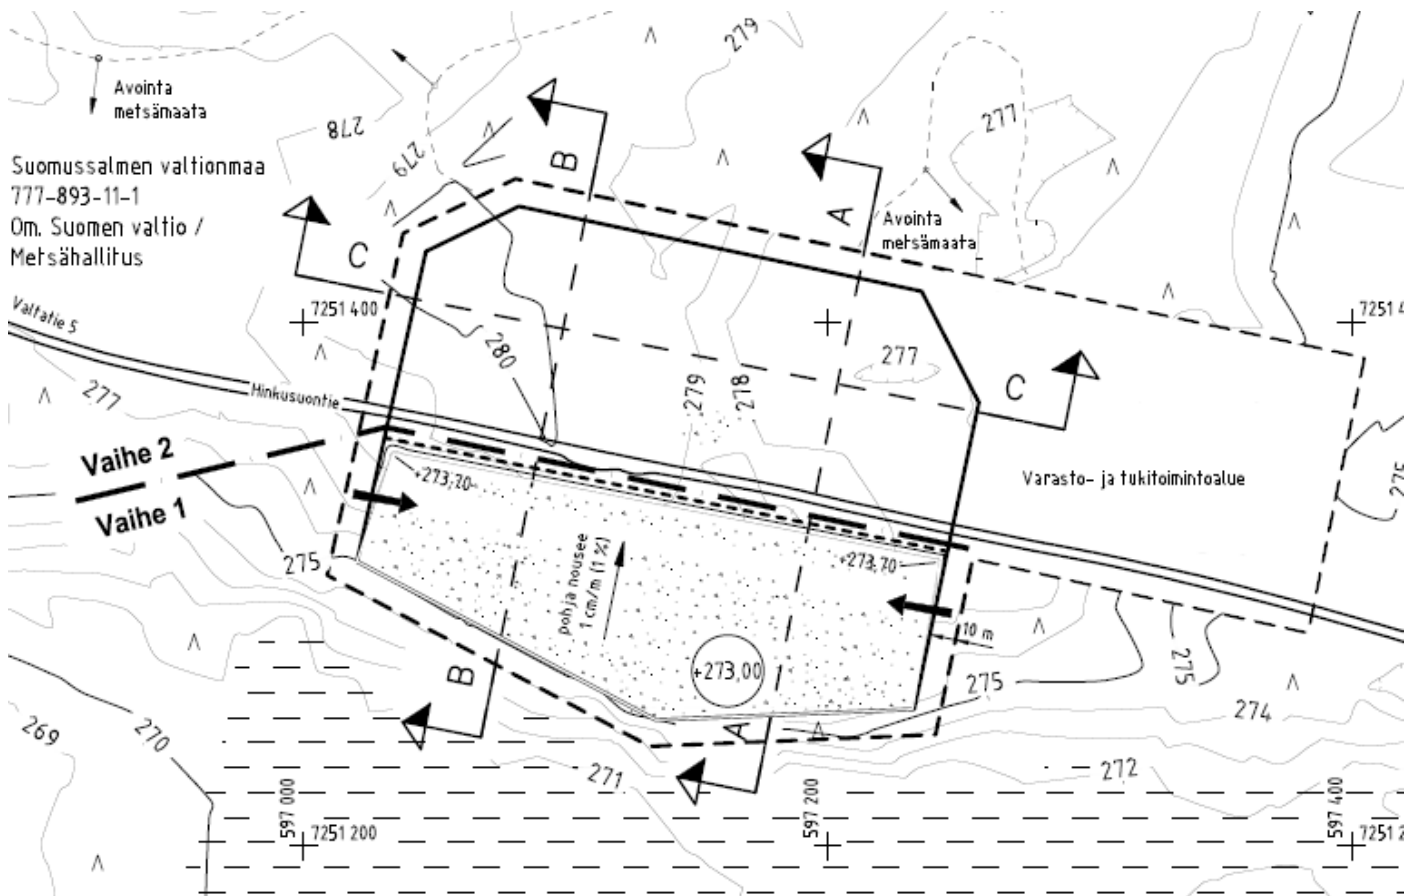 279
Avointa
metsämaata
277
278
279
B
A
Suomussalmen valtionmaa
777-893-11-1
Om. Suomen valtio /
Metsähallitus
Avointa
metsämaata
C
Valtatie 5
7251 400
7251 4
280
277
279
278
C
277
Hinkusuontie
Vaihe 2
Vaihe 1
+273,20
Varasto- ja tukitoimintoalue
275
275
pohja nousee
1 cm/m (1 %)
+273,70
10 m
B
+273,00
275
275
274
269
270
A
271
272
597 000
597 200
597 400
7251 200
7251 2